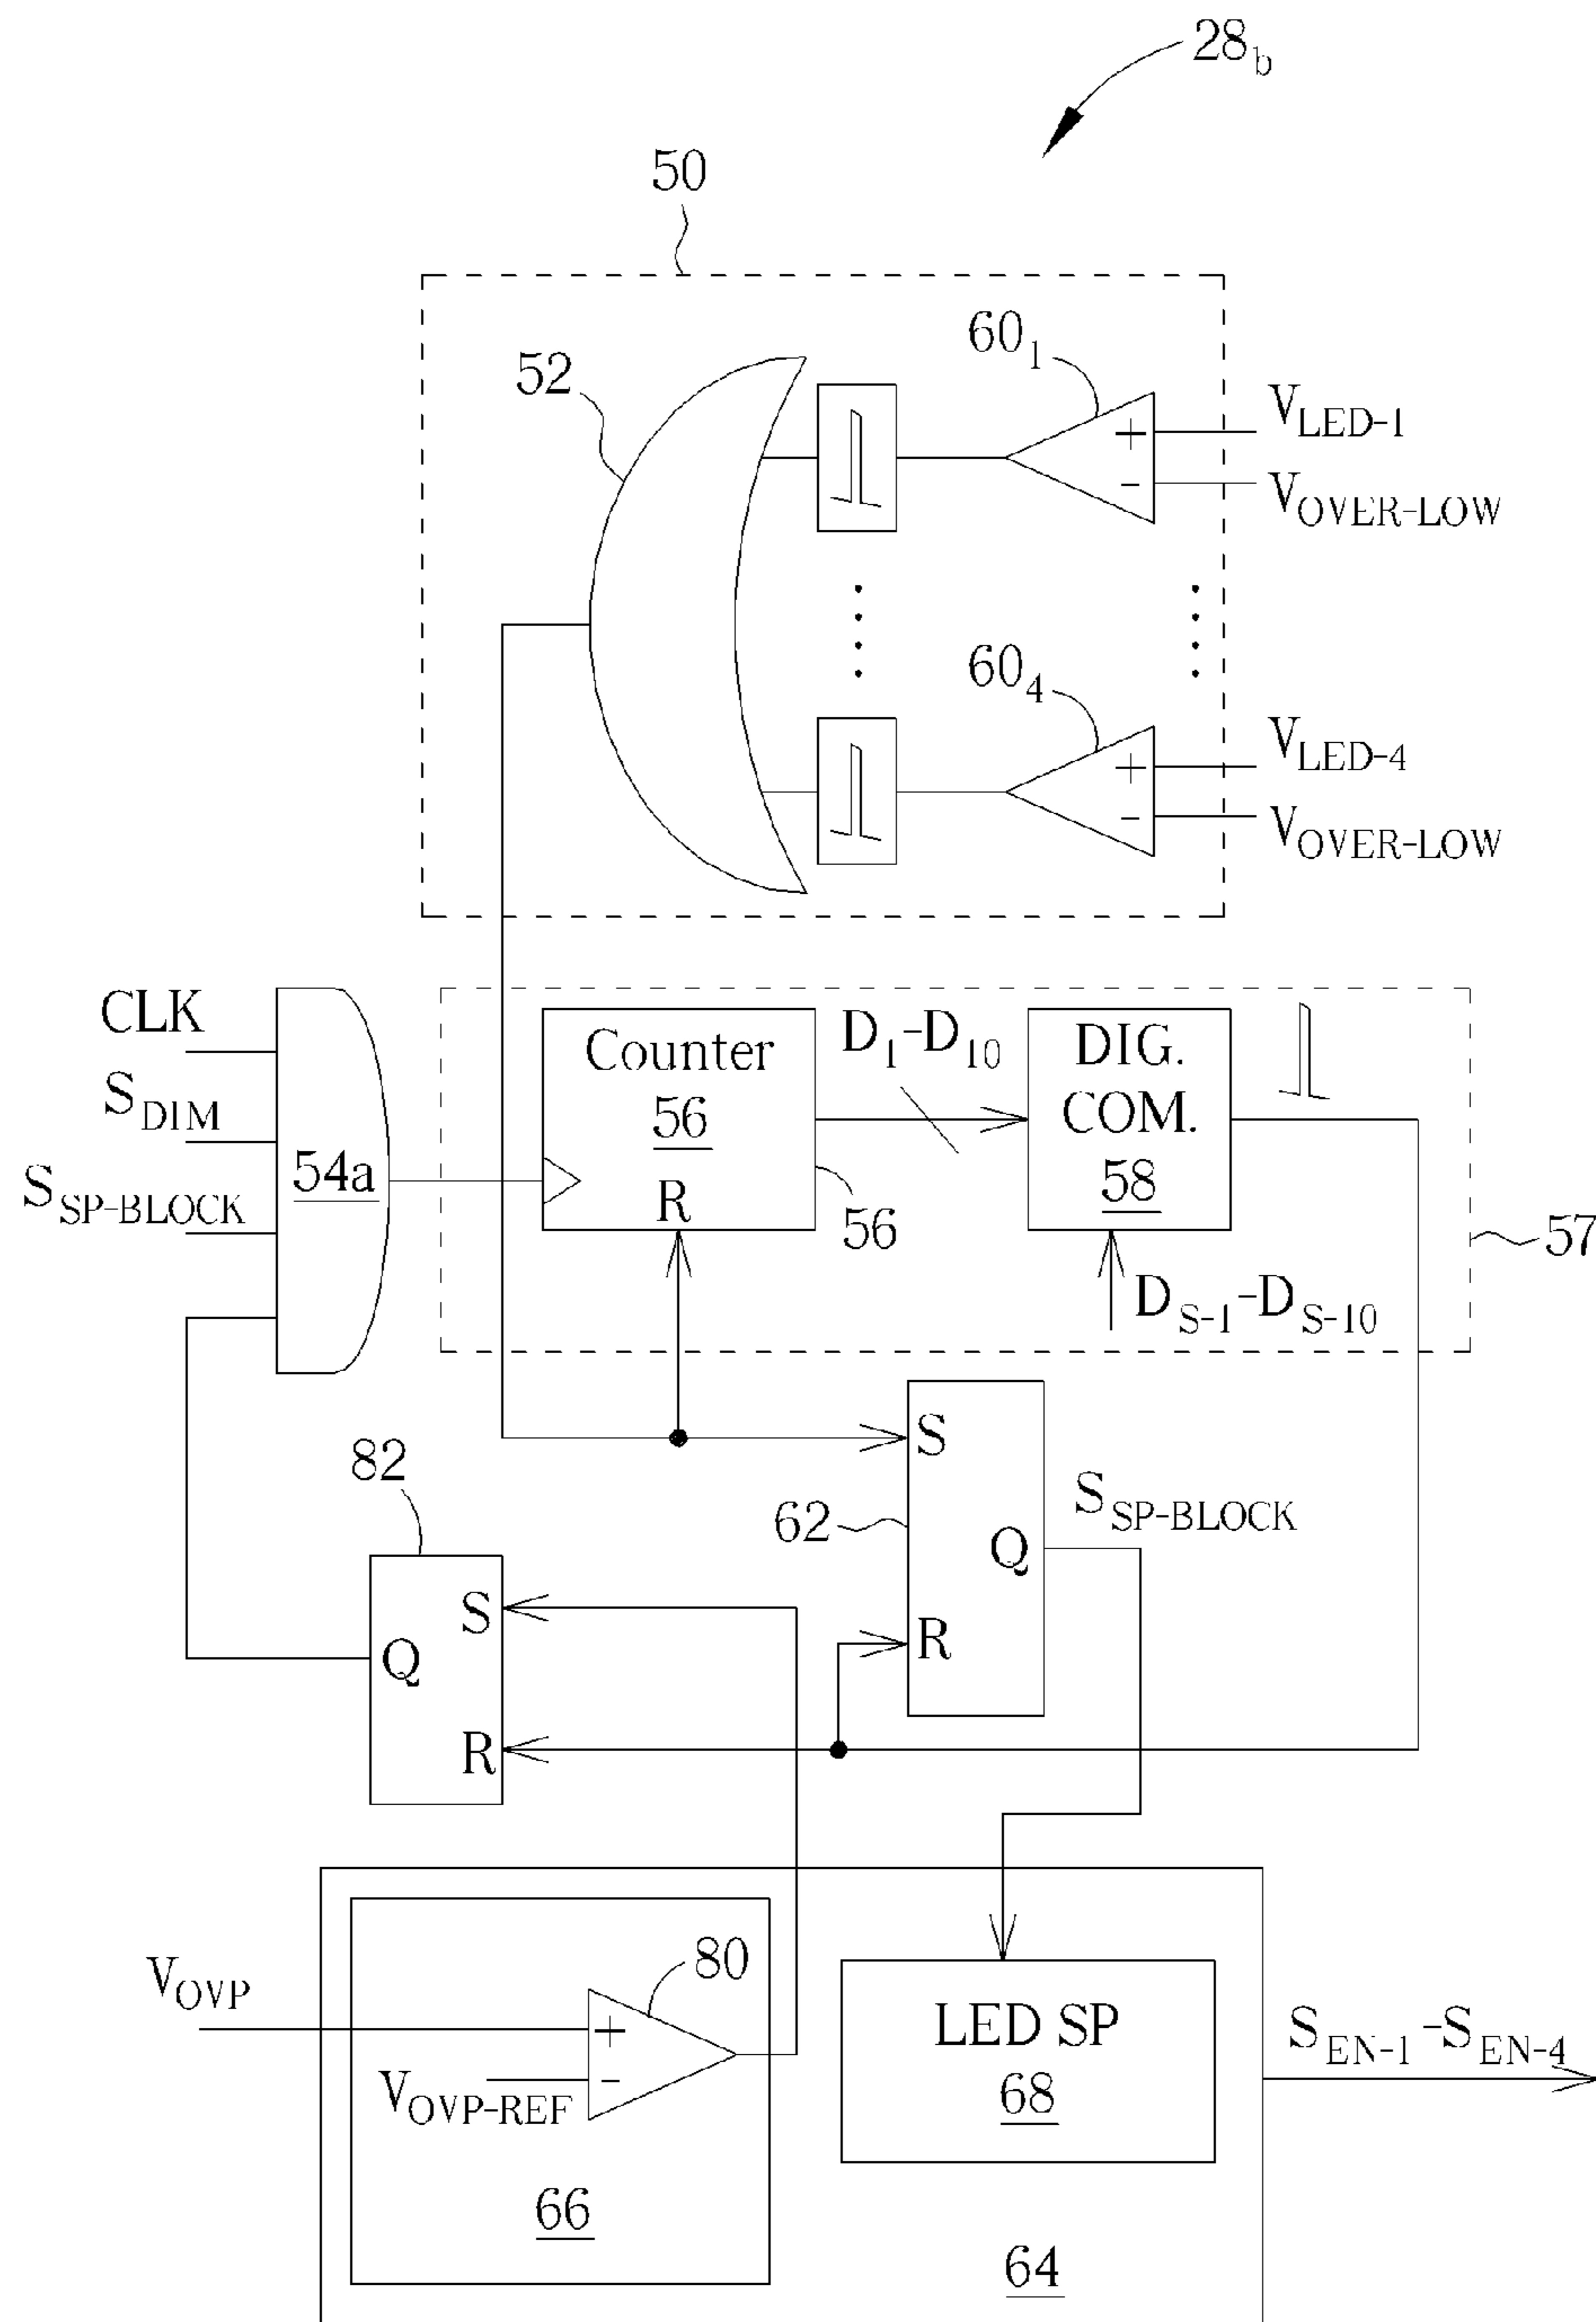 28b
50
52
601
VLED-1
VOVER-LOW
604
VLED-4
VOVER-LOW
CLK
SDIM
SSP-BLOCK
54a
Counter
56
R
56
D1-D10
DIG.
COM.
58
DS-1-DS-10
57
82
S
Q
R
62
S
Q
R
SSP-BLOCK
VOVP
VOVP-REF
+
-
80
66
LED SP
68
64
SEN-1-SEN-4